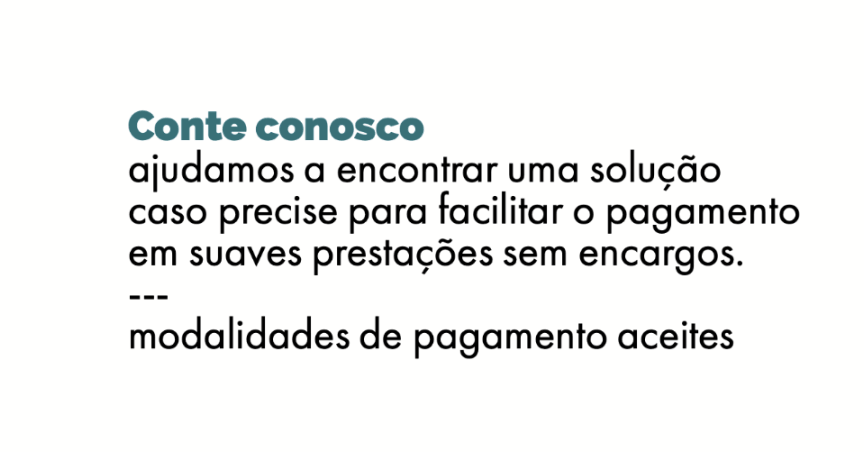 Conte conosco
ajudamos a encontrar uma solução
caso precise para facilitar o pagamento
em suaves prestações sem encargos.
---
modalidades de pagamento aceites